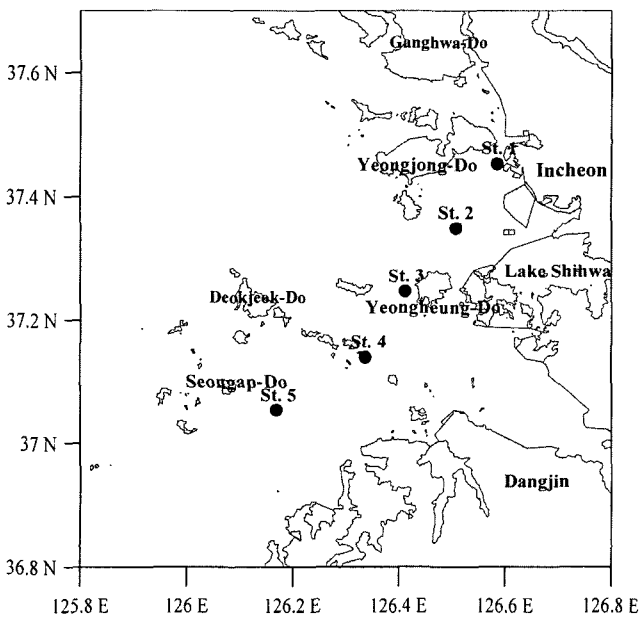 37.6 N
Ganghwa-Do
St. 1
Yeongjong-Do
Incheon
37.4 N
St. 2
St. 3
Lake Shihwa
Deokjeok-Do
Yeongheung-Do
37.2 N
St. 4
Seougap-Do
St. 5
37 N
Dangjin
36.8 N
125.8 E
126 E
126.2 E
126.4 E
126.6 E
126.8 E